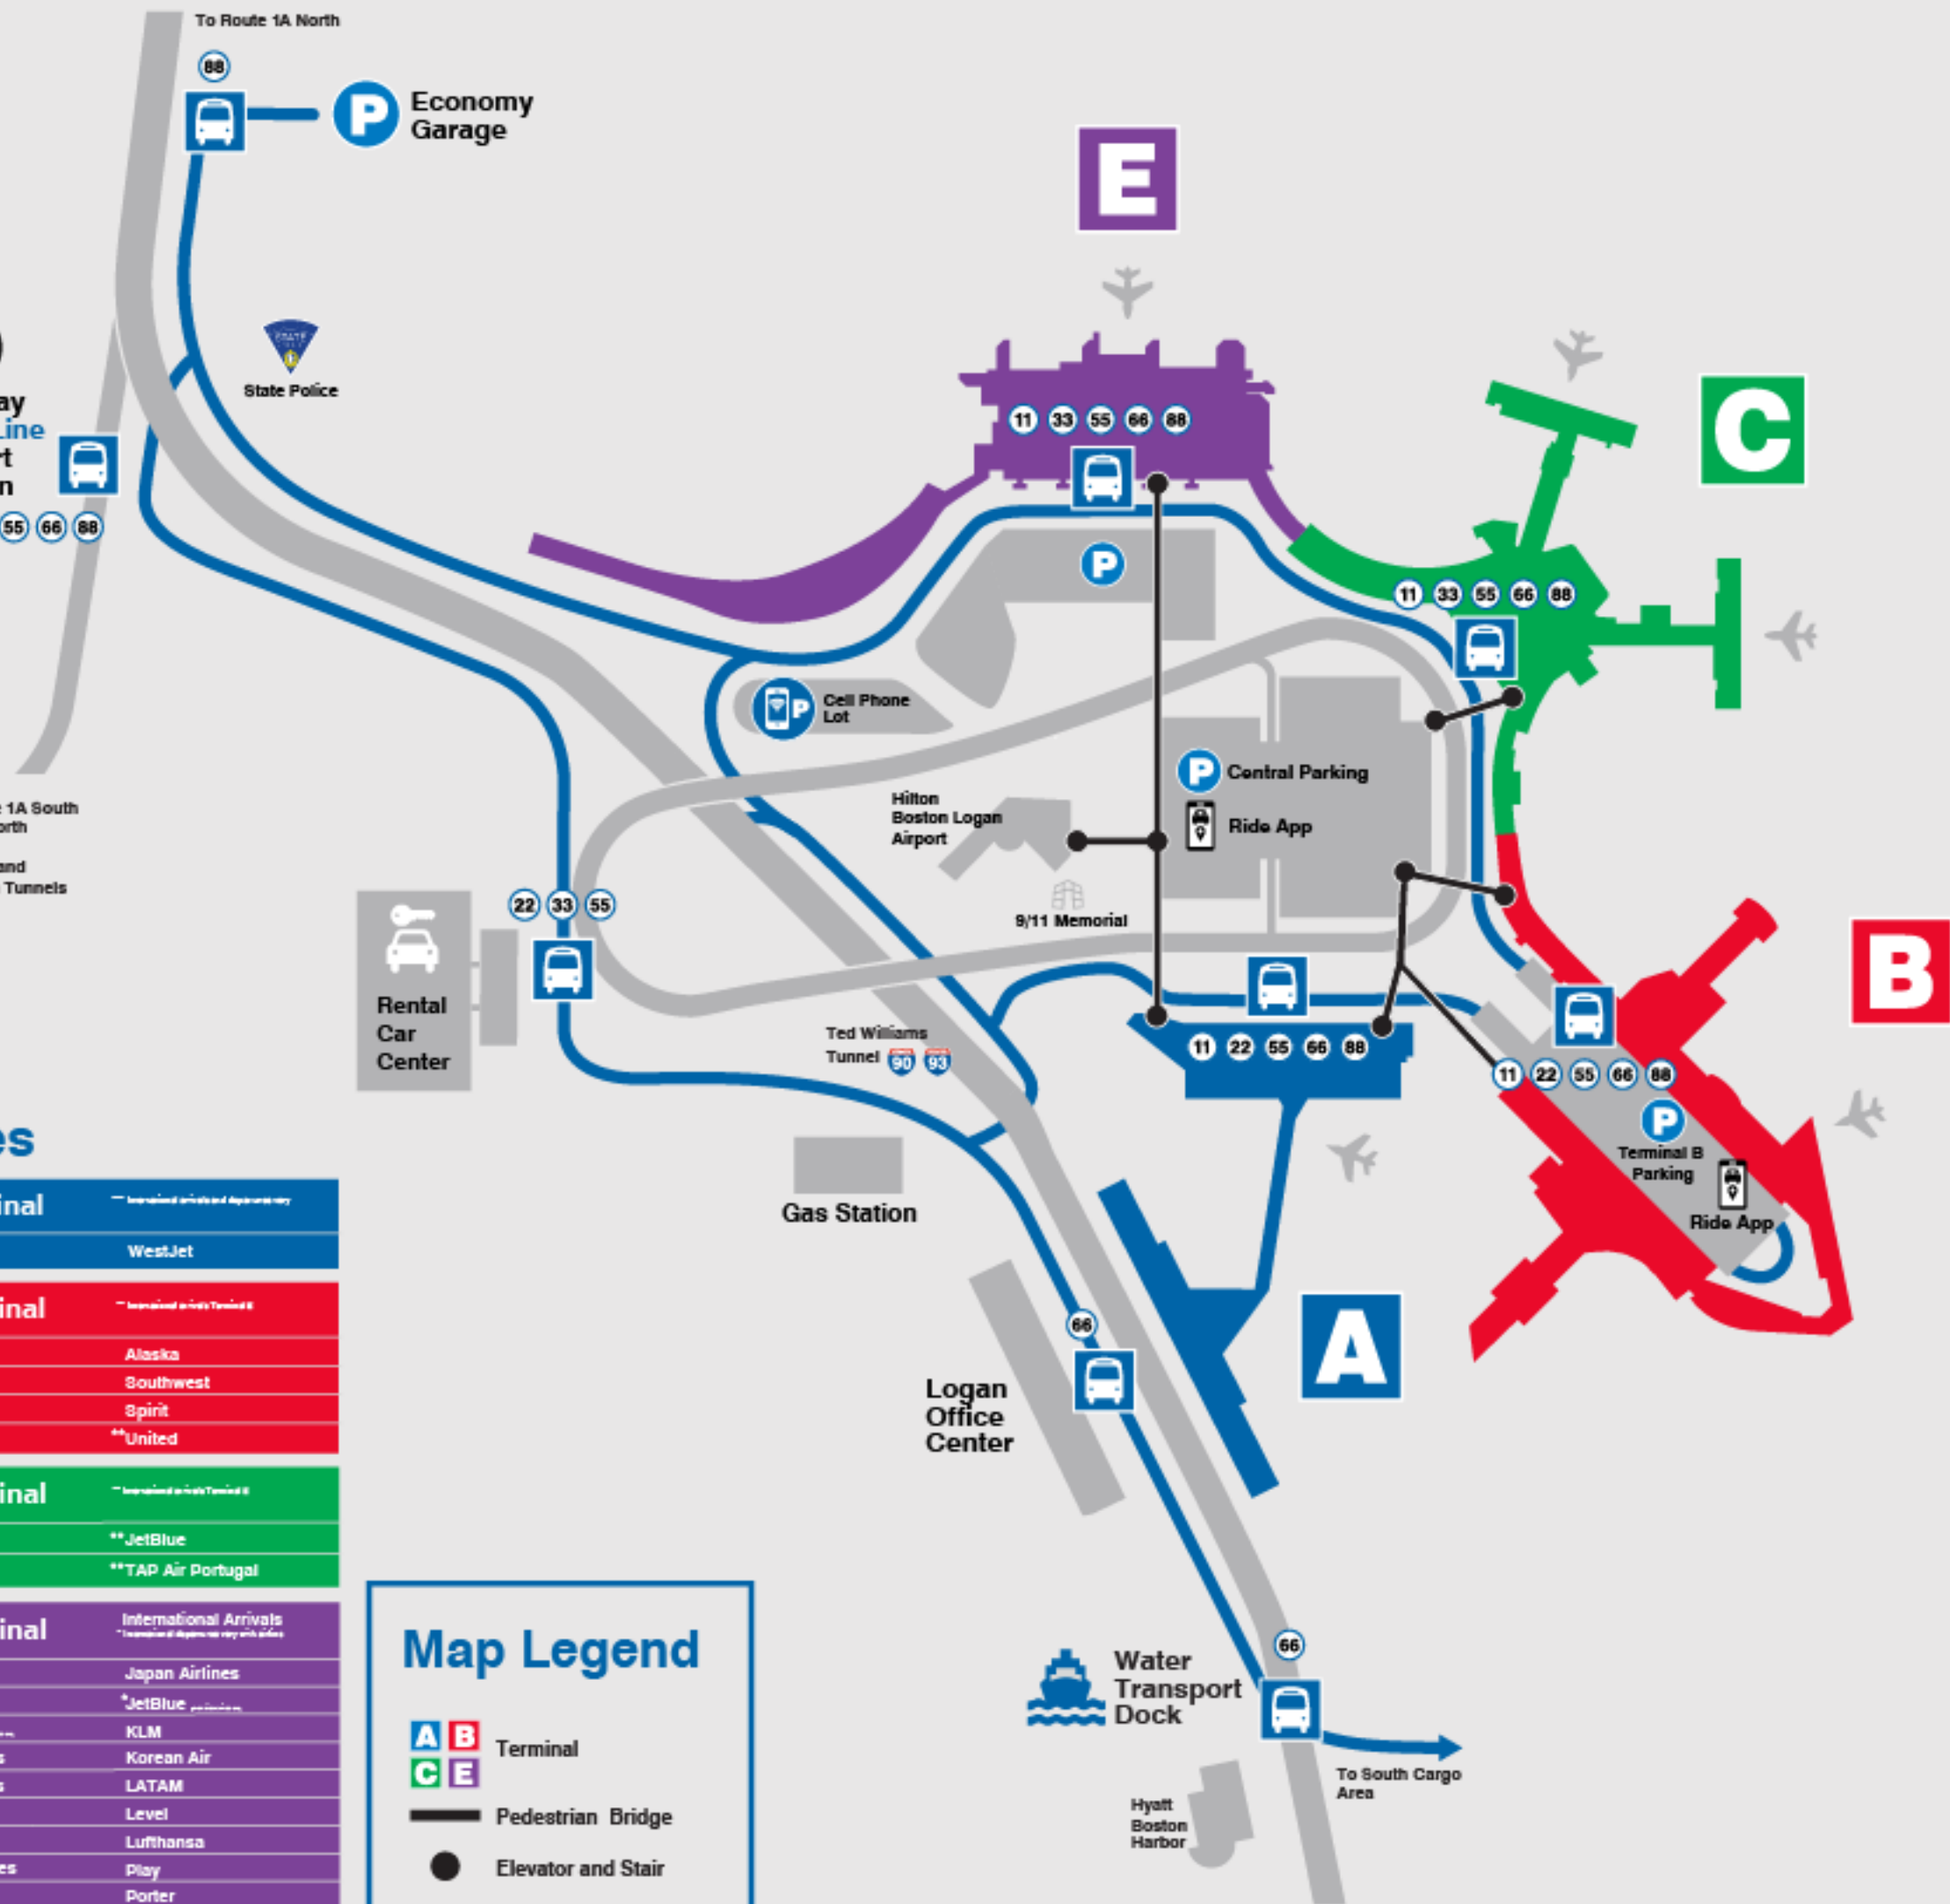 To Route 1A North
88
P
Economy
Garage
E
STATE
State Police
C
ay
Line
t
n
55 66 88
11 33 55 66 88
P
11 33 55 66 88
P
Cell Phone
Lot
P Central Parking
Ride App
Hilton
Boston Logan
Airport
9/11 Memorial
1A South
orth
and
Tunnels
22 33 55
Rental
Car
Center
B
Ted Williams
Tunnel 90 93
11 22 55 66 88
11 22 55 66 88
P
Terminal B
Parking
Ride App
Gas Station
A
66
Logan
Office
Center
es
inal
WestJet
inal
Alaska
Southwest
Spirit
**United
inal
**JetBlue
**TAP Air Portugal
inal
International Arrivals
Japan Airlines
*JetBlue
KLM
s
Korean Air
s
LATAM
Level
Lufthansa
es
Play
Porter
Map Legend
A B
C E
Terminal
Pedestrian Bridge
Elevator and Stair
66
Water
Transport
Dock
To South Cargo
Area
Hyatt
Boston
Harbor